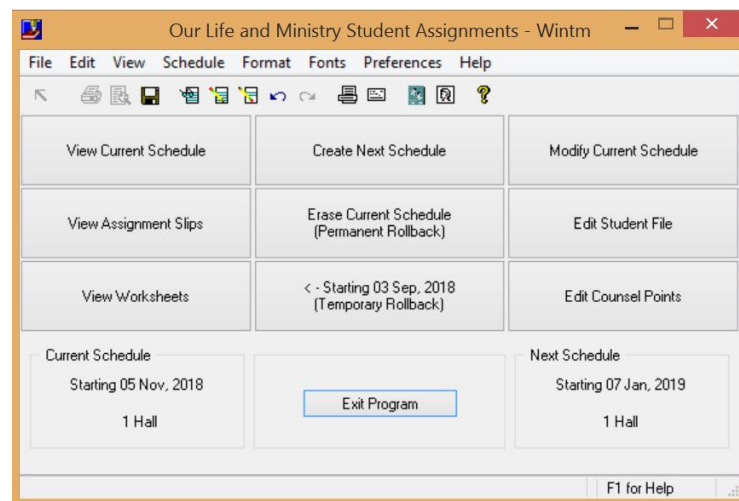 Our Life and Ministry Student Assignments - Wintm
File Edit View Schedule Format Fonts Preferences Help
View Current Schedule
Create Next Schedule
Modify Current Schedule
View Assignment Slips
Erase Current Schedule
(Permanent Rollback)
Edit Student File
View Worksheets
< - Starting 03 Sep, 2018
(Temporary Rollback)
Edit Counsel Points
Current Schedule
Starting 05 Nov, 2018
1 Hall
Exit Program
Next Schedule
Starting 07 Jan, 2019
1 Hall
F1 for Help